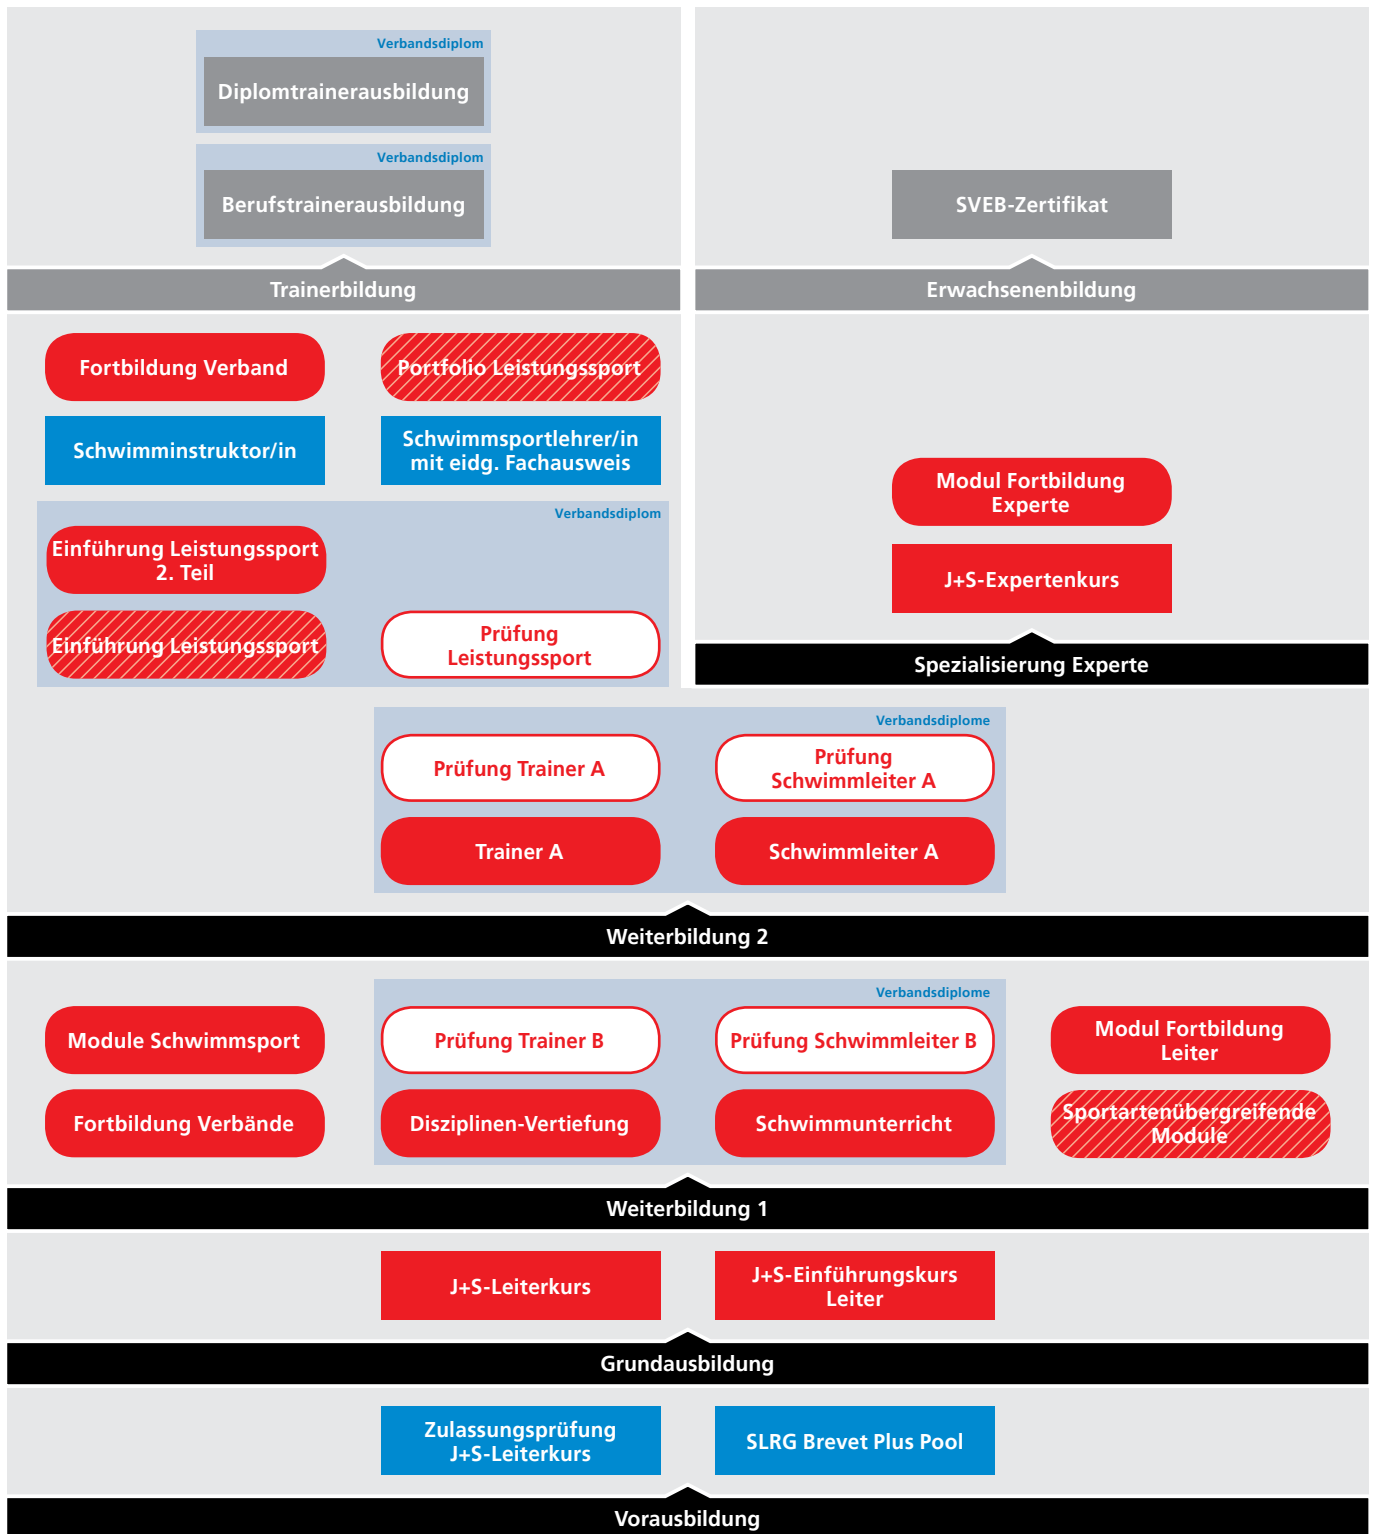 Verbandsdiplom
Diplomtrainerausbildung
Verbandsdiplom
Berufstrainerausbildung
SVEB-Zertifikat
Trainerbildung
Erwachsenenbildung
Fortbildung Verband
Portfolio Leistungssport
Schwimminstruktor/in
Schwimmsportlehrer/in
mit eidg. Fachausweis
Modul Fortbildung
Experte
Verbandsdiplom
Einführung Leistungssport
2. Teil
J+S-Expertenkurs
Einführung Leistungssport
Prüfung
Leistungssport
Spezialisierung Experte
Verbandsdiplome
Prüfung Trainer A
Prüfung
Schwimmleiter A
Trainer A
Schwimmleiter A
Weiterbildung 2
Verbandsdiplome
Module Schwimmsport
Prüfung Trainer B
Prüfung Schwimmleiter B
Modul Fortbildung
Leiter
Fortbildung Verbände
Disziplinen-Vertiefung
Schwimmunterricht
Sportartenübergreifende
Module
Weiterbildung 1
J+S-Leiterkurs
J+S-Einführungskurs
Leiter
Grundausbildung
Zulassungsprüfung
J+S-Leiterkurs
SLRG Brevet Plus Pool
Vorausbildung